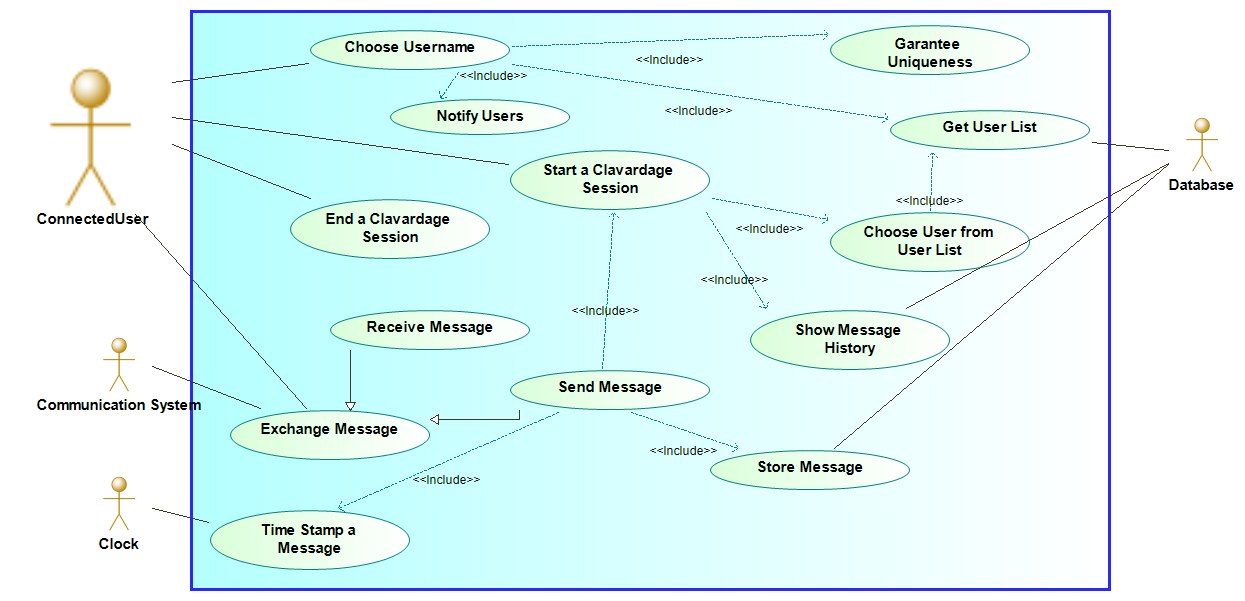 Choose Username
Garantee
Uniqueness
<<Include>>
<<Include>>
<<Include>>
Notify Users
Get User List
Start a Clavardage
Session
Database
ConnectedUser
End a Clavardage
Session
<<Include>>
<<Include>>
Choose User from
User List
<<Include>>
<<Include>>
Receive Message
Show Message
History
Send Message
Communication System
Exchange Message
<<Include>>
Store Message
<<Include>>
Time Stamp a
Message
Clock